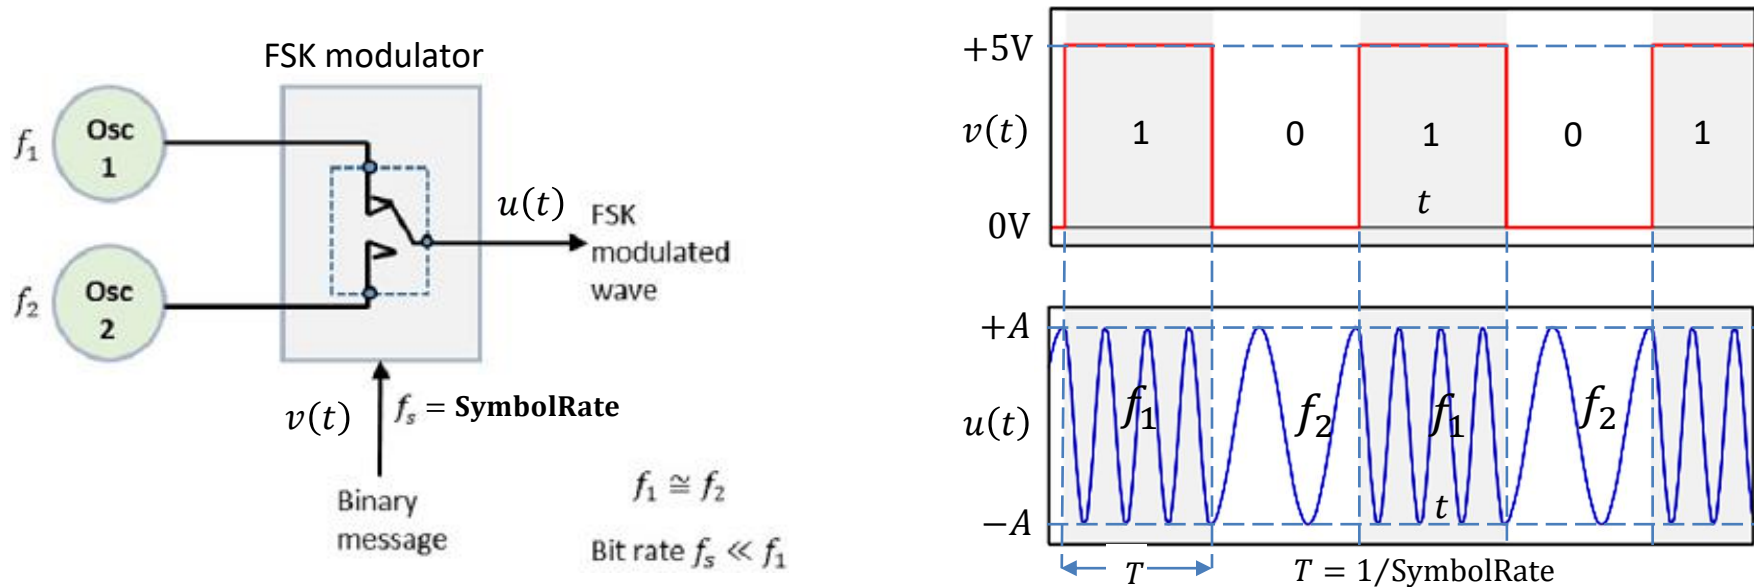 FSK modulator
f₁
Osc
1
f₂
Osc
2
u(t)
FSK
modulated
wave
v(t)
fₛ = SymbolRate
Binary
message
f₁ ≅ f₂
Bit rate fₛ ≪ f₁
+5V
v(t)
0V
1
0
1
0
1
t
+A
u(t)
−A
f₁
f₂
f₁
f₂
t
T
T = 1/SymbolRate